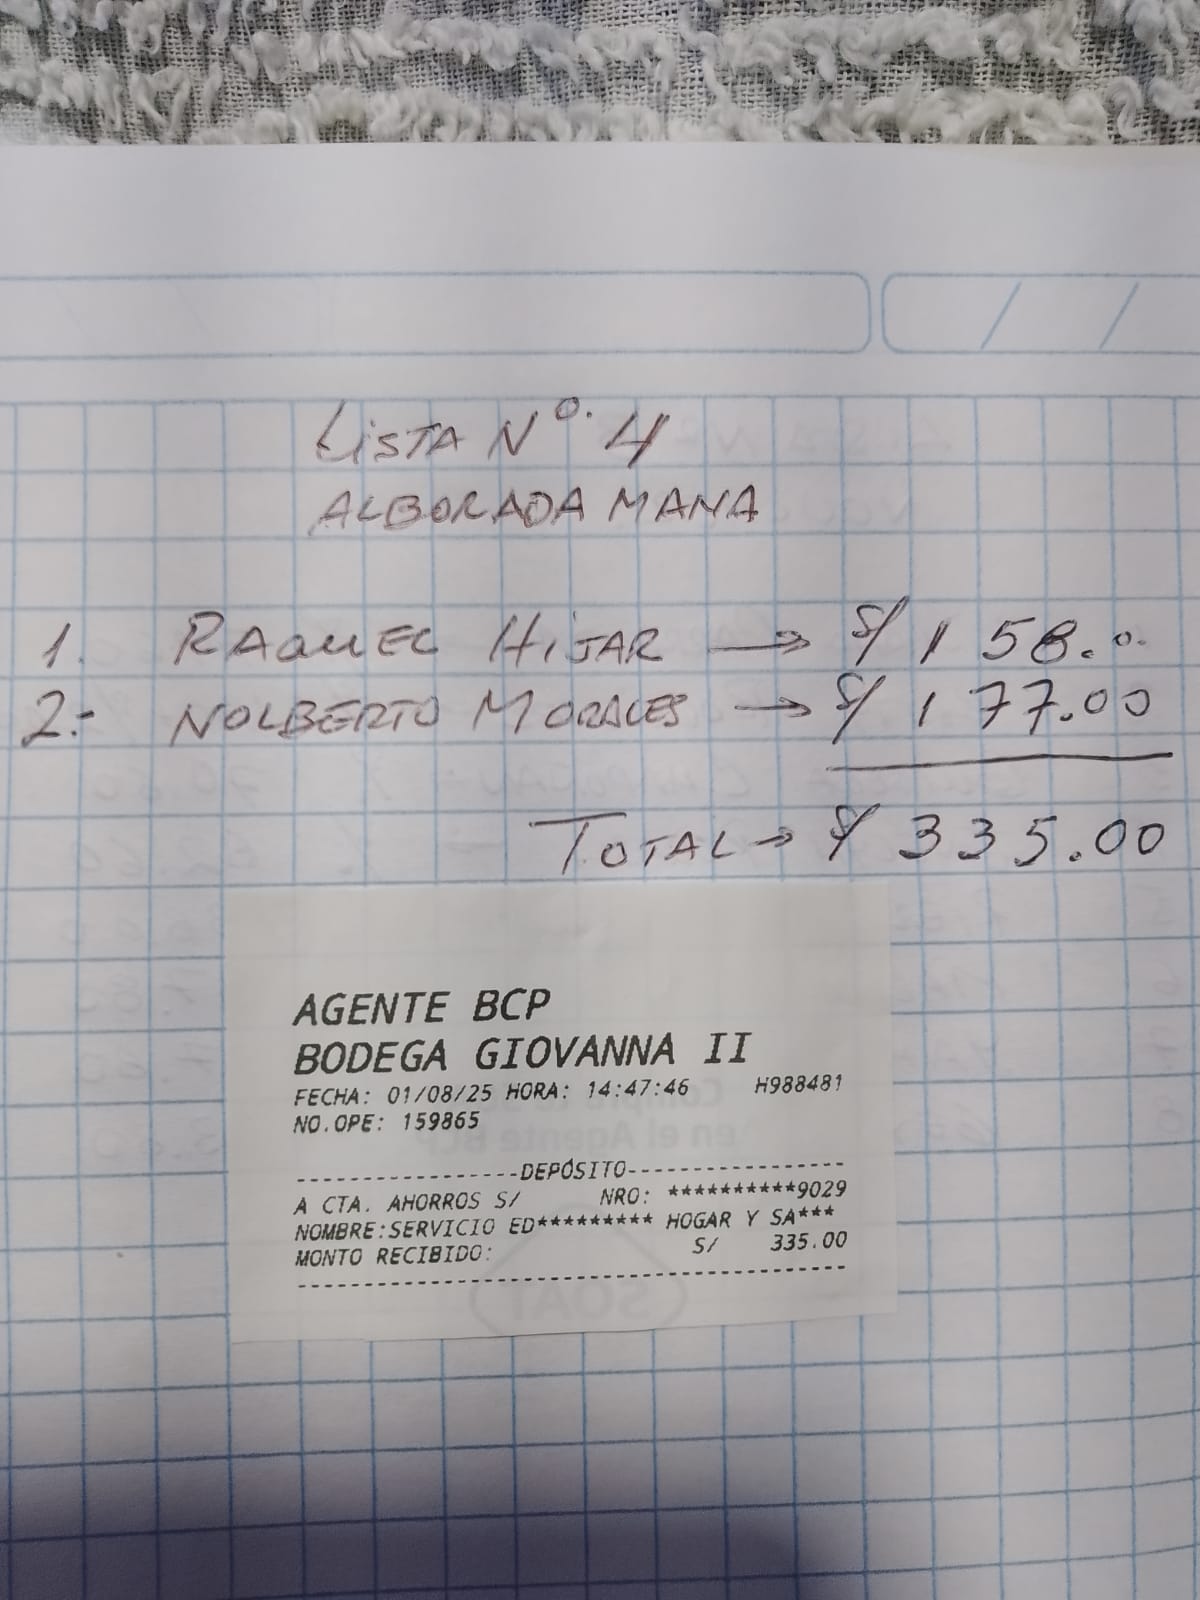 LISTA Nº. 4
ALBORADA MANA
1. RAQUEL HIJAR → S/ 158.00
2.- NOLBERTO MORALES → S/ 177.00
TOTAL → S/ 335.00
AGENTE BCP
BODEGA GIOVANNA II
FECHA: 01/08/25 HORA: 14:47:46 H988481
NO.OPE: 159865
-----------------DEPÓSITO-----------------
A CTA. AHORROS S/ NRO: **********9029
NOMBRE:SERVICIO ED********* HOGAR Y SA***
MONTO RECIBIDO: S/ 335.00